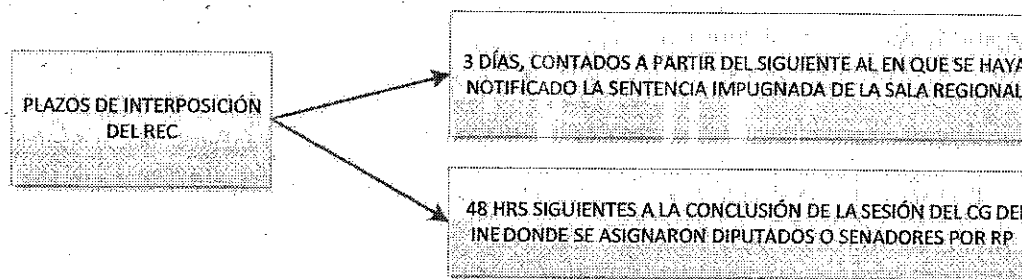 PLAZOS DE INTERPOSICIÓN
DEL REC
3 DÍAS, CONTADOS A PARTIR DEL SIGUIENTE AL EN QUE SE HAYA
NOTIFICADO LA SENTENCIA IMPUGNADA DE LA SALA REGIONAL
48 HRS SIGUIENTES A LA CONCLUSIÓN DE LA SESIÓN DEL CG DEL
INE DONDE SE ASIGNARON DIPUTADOS O SENADORES POR RP